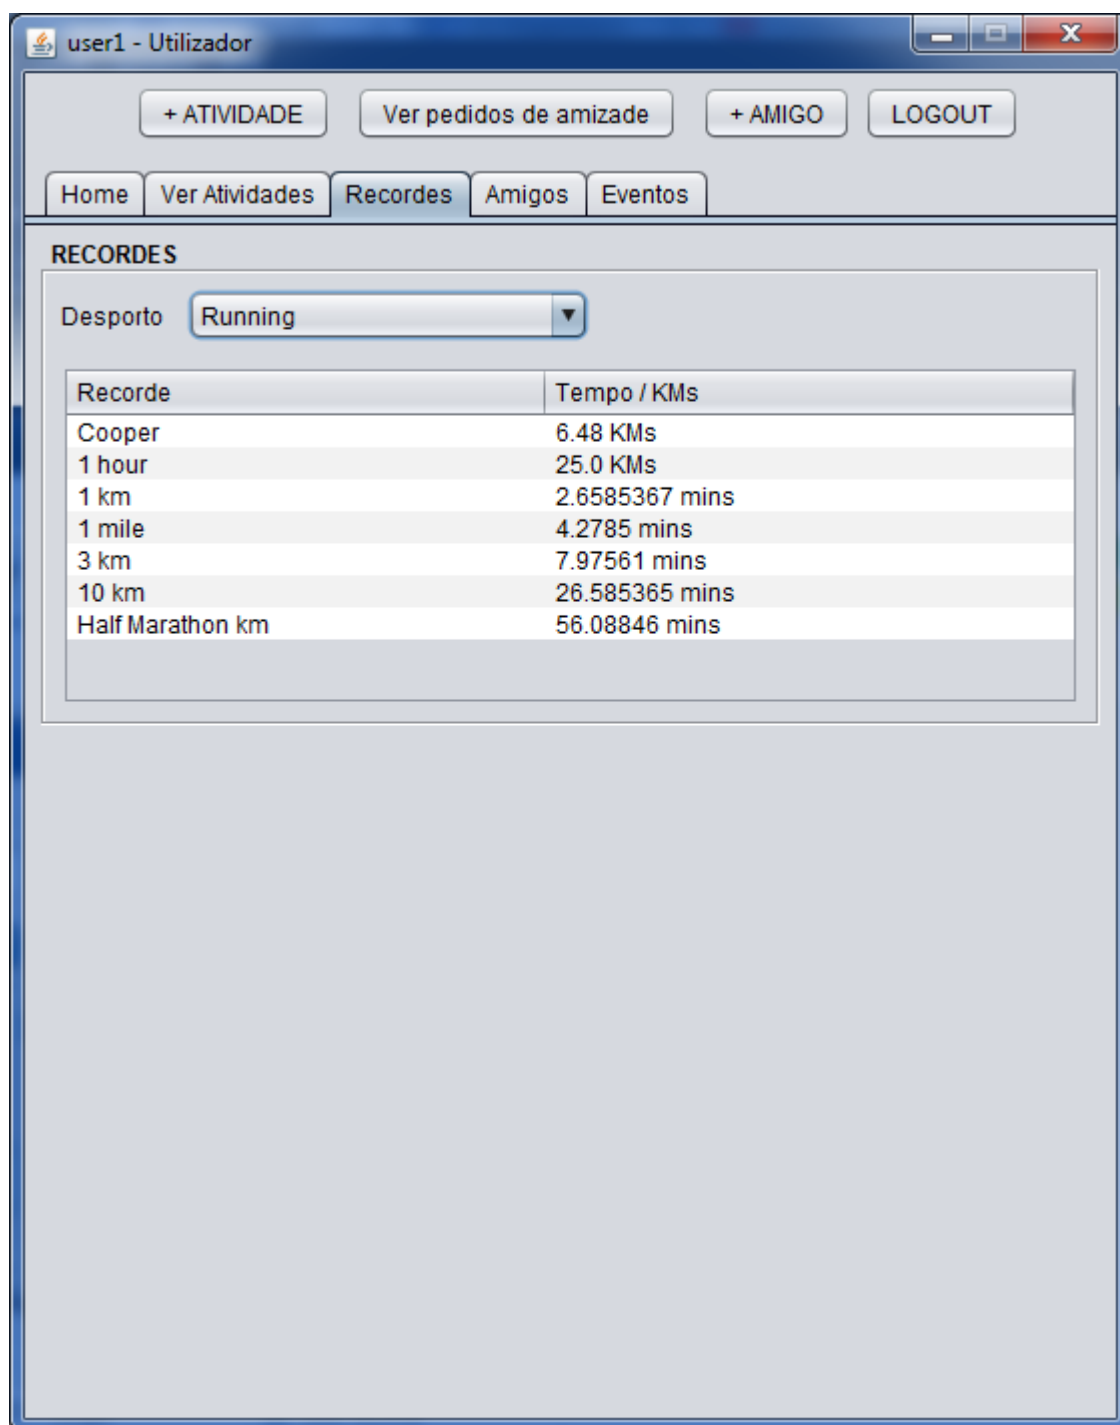 user1 - Utilizador
+ ATIVIDADE Ver pedidos de amizade + AMIGO LOGOUT
Home Ver Atividades Recordes Amigos Eventos
RECORDES
Desporto Running
Recorde Tempo / KMs
Cooper 6.48 KMs
1 hour 25.0 KMs
1 km 2.6585367 mins
1 mile 4.2785 mins
3 km 7.97561 mins
10 km 26.585365 mins
Half Marathon km 56.08846 mins